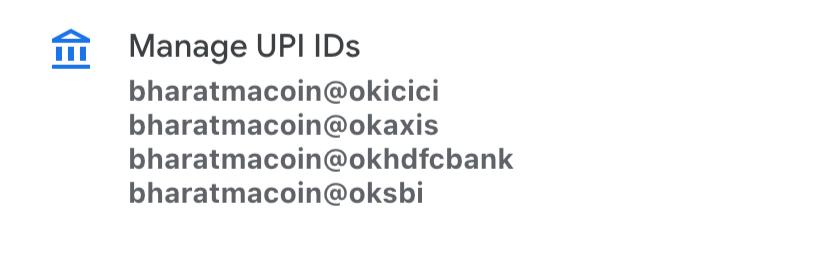 Manage UPI IDs
bharatmacoin@okicici
bharatmacoin@okaxis
bharatmacoin@okhdfcbank
bharatmacoin@oksbi